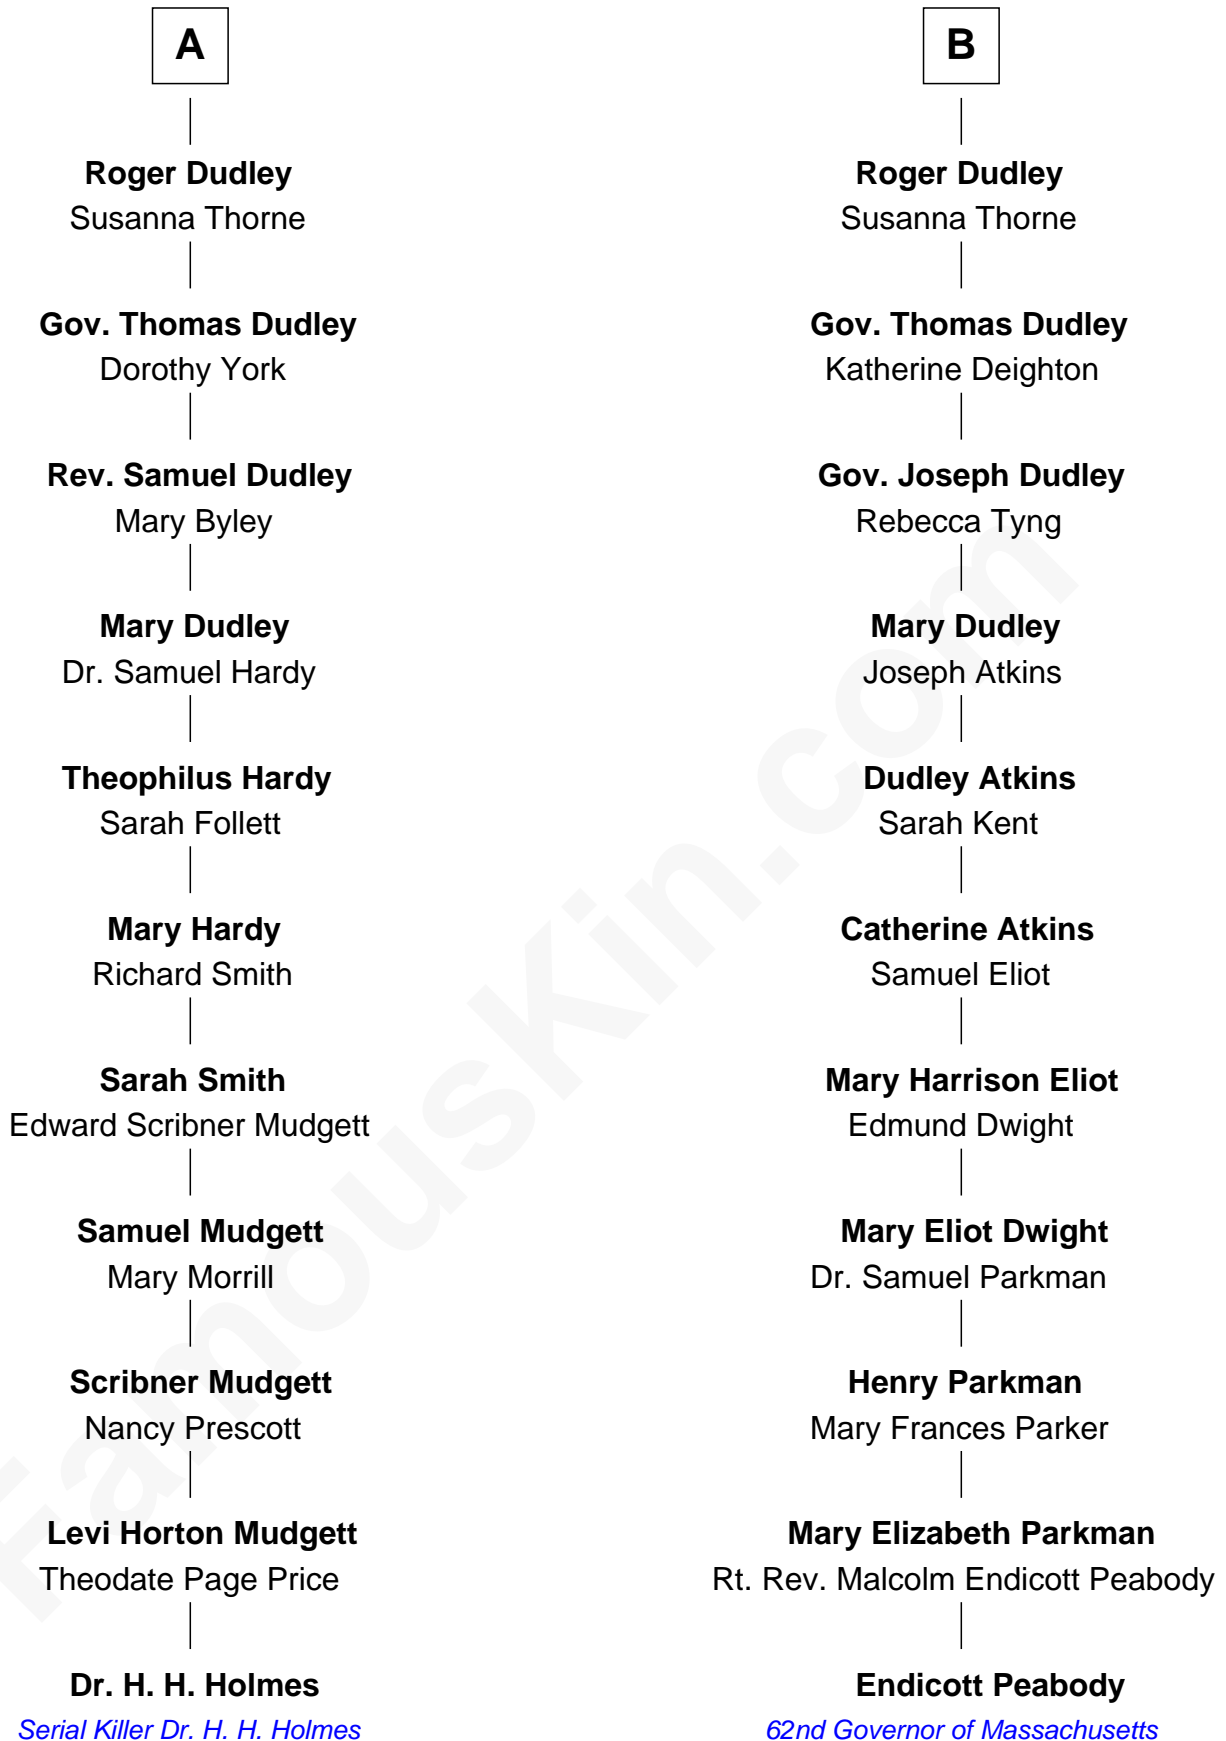 A
Roger Dudley
Susanna Thorne
Gov. Thomas Dudley
Dorothy York
Rev. Samuel Dudley
Mary Byley
Mary Dudley
Dr. Samuel Hardy
Theophilus Hardy
Sarah Follett
Mary Hardy
Richard Smith
Sarah Smith
Edward Scribner Mudgett
Samuel Mudgett
Mary Morrill
Scribner Mudgett
Nancy Prescott
Levi Horton Mudgett
Theodate Page Price
Dr. H. H. Holmes
Serial Killer Dr. H. H. Holmes
B
Roger Dudley
Susanna Thorne
Gov. Thomas Dudley
Katherine Deighton
Gov. Joseph Dudley
Rebecca Tyng
Mary Dudley
Joseph Atkins
Dudley Atkins
Sarah Kent
Catherine Atkins
Samuel Eliot
Mary Harrison Eliot
Edmund Dwight
Mary Eliot Dwight
Dr. Samuel Parkman
Henry Parkman
Mary Frances Parker
Mary Elizabeth Parkman
Rt. Rev. Malcolm Endicott Peabody
Endicott Peabody
62nd Governor of Massachusetts
FamousKin.com